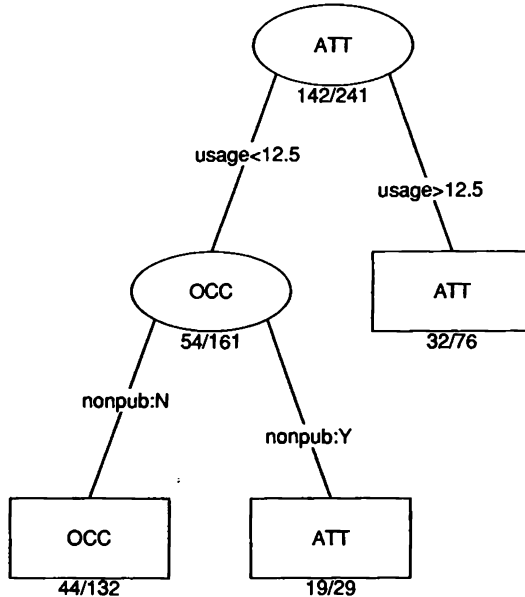 ATT
142/241
usage<12.5
usage>12.5
OCC
54/161
ATT
32/76
nonpub:N
nonpub:Y
OCC
44/132
ATT
19/29